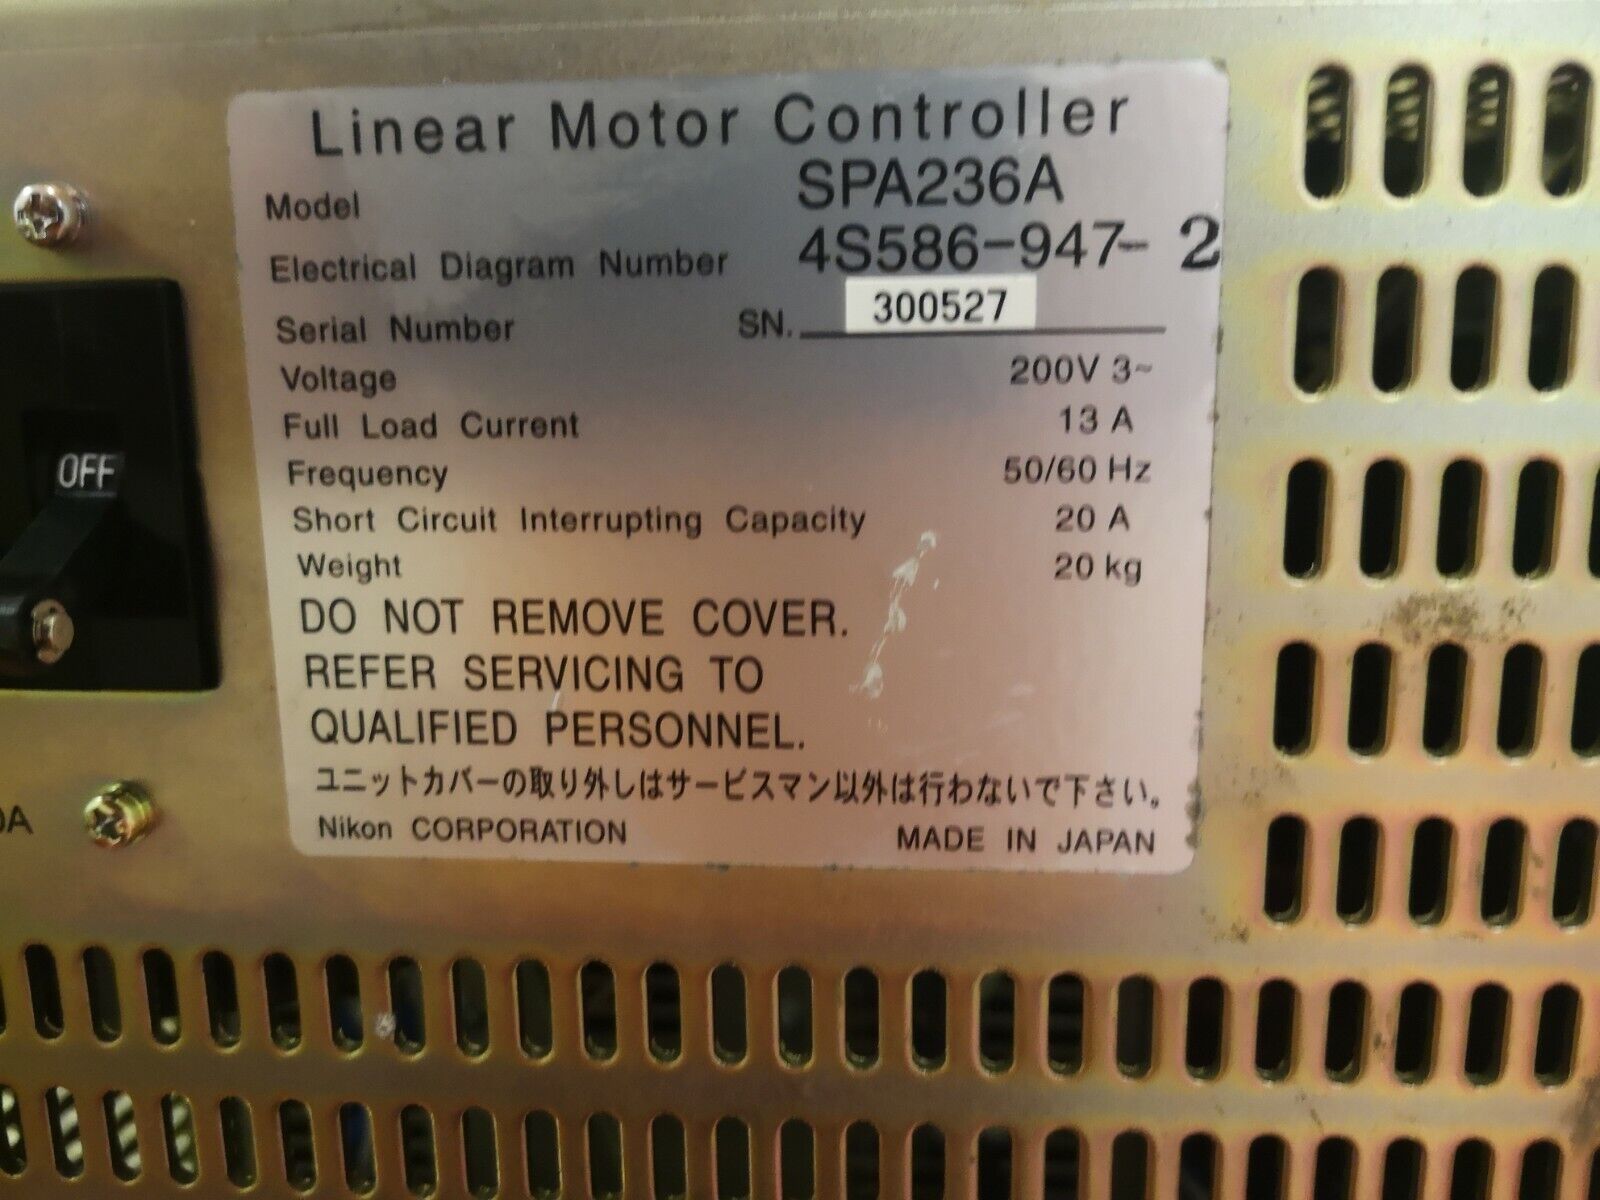 Linear Motor Controller
Model SPA236A
Electrical Diagram Number 4S586-947- 2
Serial Number SN. 300527
Voltage 200V 3~
Full Load Current 13 A
Frequency 50/60 Hz
OFF
Short Circuit Interrupting Capacity 20 A
Weight 20 kg
DO NOT REMOVE COVER.
REFER SERVICING TO
QUALIFIED PERSONNEL.
ユニットカバーの取り外しはサービスマン以外は行わないで下さい。
Nikon CORPORATION MADE IN JAPAN